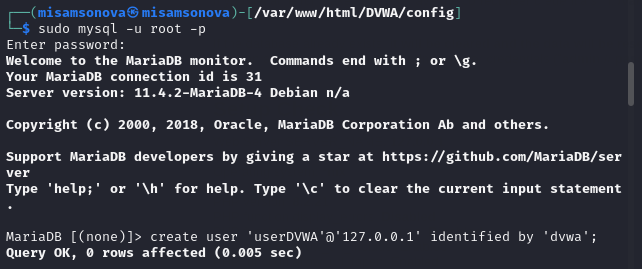 ┌──(misamsonova㉿misamsonova)-[/var/www/html/DVWA/config]
└─$ sudo mysql -u root -p
Enter password:
Welcome to the MariaDB monitor.  Commands end with ; or \g.
Your MariaDB connection id is 31
Server version: 11.4.2-MariaDB-4 Debian n/a
Copyright (c) 2000, 2018, Oracle, MariaDB Corporation Ab and others.
Support MariaDB developers by giving a star at https://github.com/MariaDB/ser
ver
Type 'help;' or '\h' for help. Type '\c' to clear the current input statement
.
MariaDB [(none)]> create user 'userDVWA'@'127.0.0.1' identified by 'dvwa';
Query OK, 0 rows affected (0.005 sec)